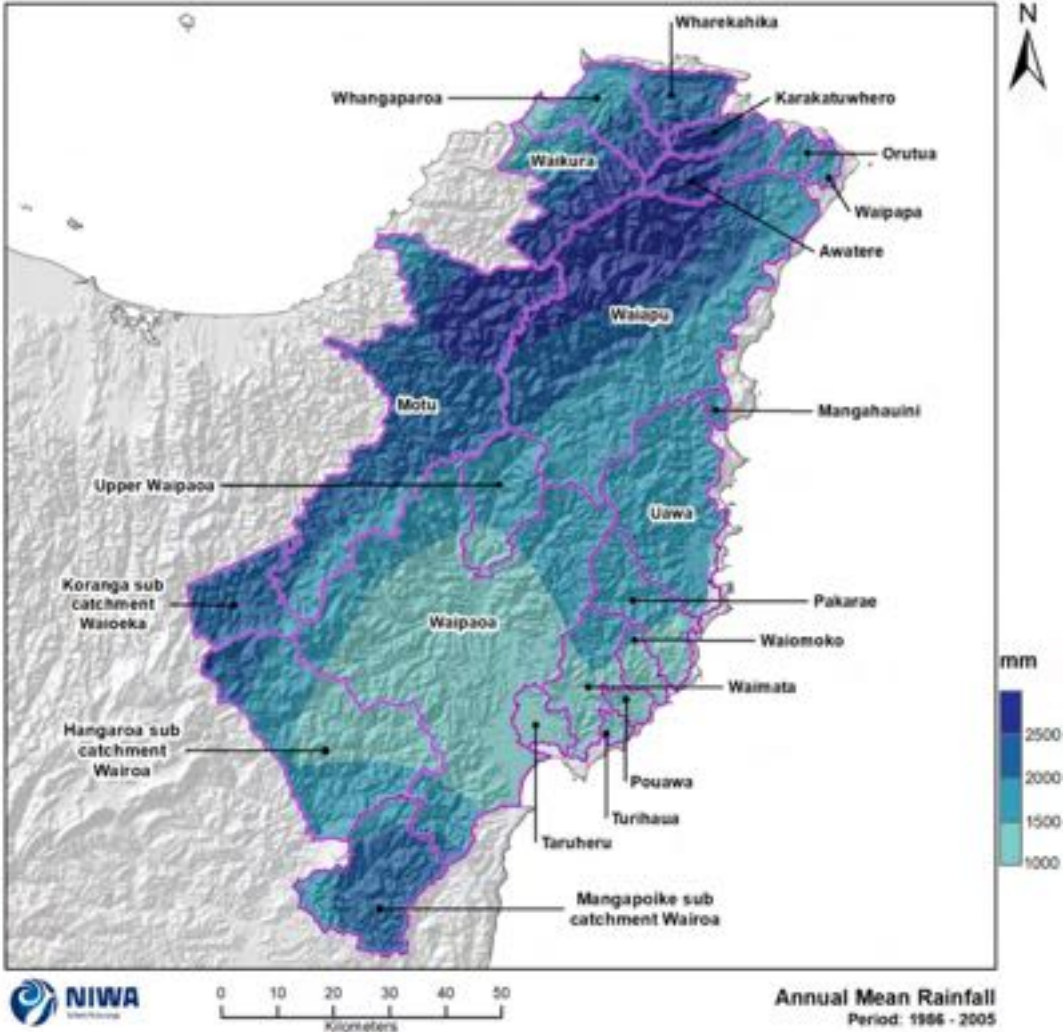 N
Wharekahika
Whangaparoa
Karakatuwhero
Waikura
Orutua
Waipapa
Awatere
Waiapu
Motu
Mangahauini
Upper Waipaoa
Uawa
Koranga sub
catchment
Waioeka
Pakarae
Waipaoa
Waiomoko
mm
Waimata
2500
Hangaroa sub
catchment
Wairoa
2000
Pouawa
1500
Turihaua
Taruheru
1000
Mangapoike sub
catchment Wairoa
NIWA
0 10 20 30 40 50
Kilometers
Annual Mean Rainfall
Period: 1986 - 2005